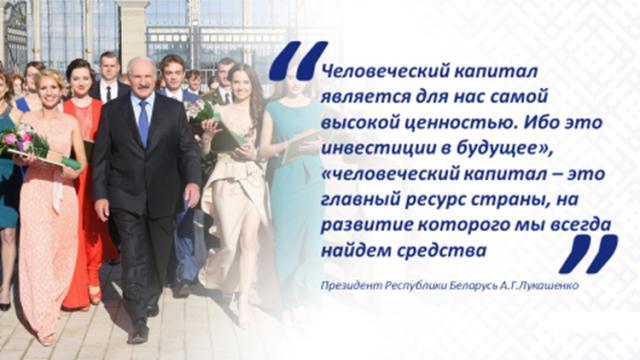 “
Человеческий капитал
является для нас самой
высокой ценностью. Ибо это
инвестиции в будущее»,
«человеческий капитал – это
главный ресурс страны, на
развитие которого мы всегда
найдем средства
”
Президент Республики Беларусь А.Г.Лукашенко